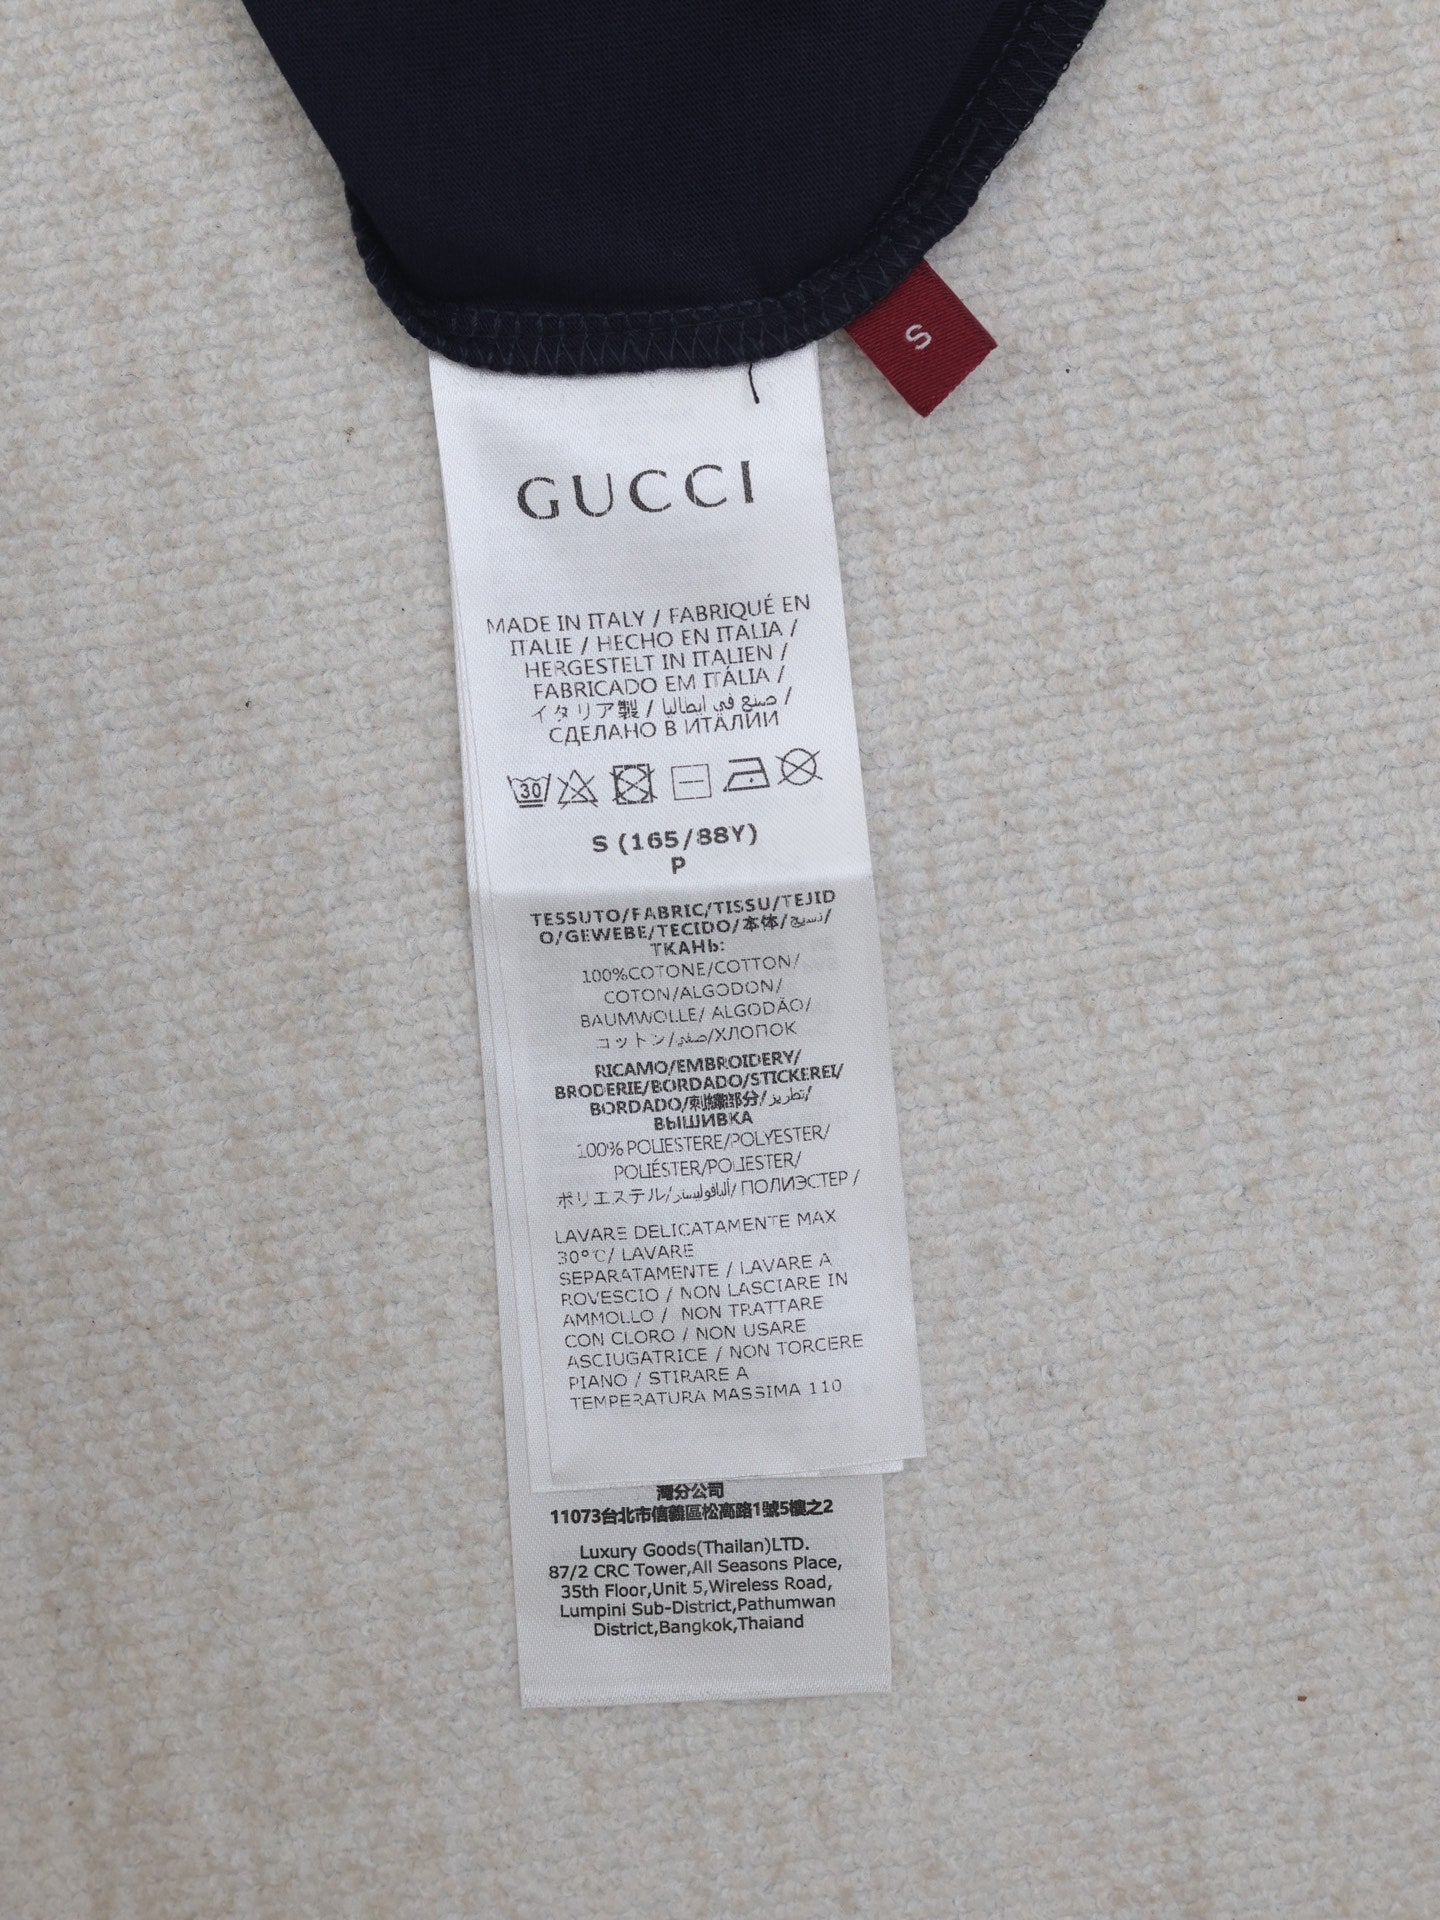 S
GUCCI
MADE IN ITALY / FABRIQUÉ EN
ITALIE / HECHO EN ITALIA /
HERGESTELT IN ITALIEN /
FABRICADO EM ITÁLIA /
イタリア製 / صنع في ايطاليا /
СДЕЛАНО В ИТАЛИИ
30
S (165/88Y)
P
TESSUTO/FABRIC/TISSU/TEJID
O/GEWEBE/TECIDO/本体/نسيج/
ТКАНЬ:
100%COTONE/COTTON/
COTON/ALGODON/
BAUMWOLLE/ ALGODÃO/
コットン/صفي/ХЛОПОК
RICAMO/EMBROIDERY/
BRODERIE/BORDADO/STICKEREI/
BORDADO/刺繍部分/تطريز/
ВЫШИВКА
100% POLIESTERE/POLYESTER/
POLIÉSTER/POLIESTER/
ポリエステル/ألبافوليستر/ПОЛИЭСТЕР /
LAVARE DELICATAMENTE MAX
30°C/ LAVARE
SEPARATAMENTE / LAVARE A
ROVESCIO / NON LASCIARE IN
AMMOLLO / NON TRATTARE
CON CLORO / NON USARE
ASCIUGATRICE / NON TORCERE
PIANO / STIRARE A
TEMPERATURA MASSIMA 110
灣分公司
11073台北市信義區松高路1號5樓之2
Luxury Goods(Thailan)LTD.
87/2 CRC Tower,All Seasons Place,
35th Floor,Unit 5,Wireless Road,
Lumpini Sub-District,Pathumwan
District,Bangkok,Thaiand